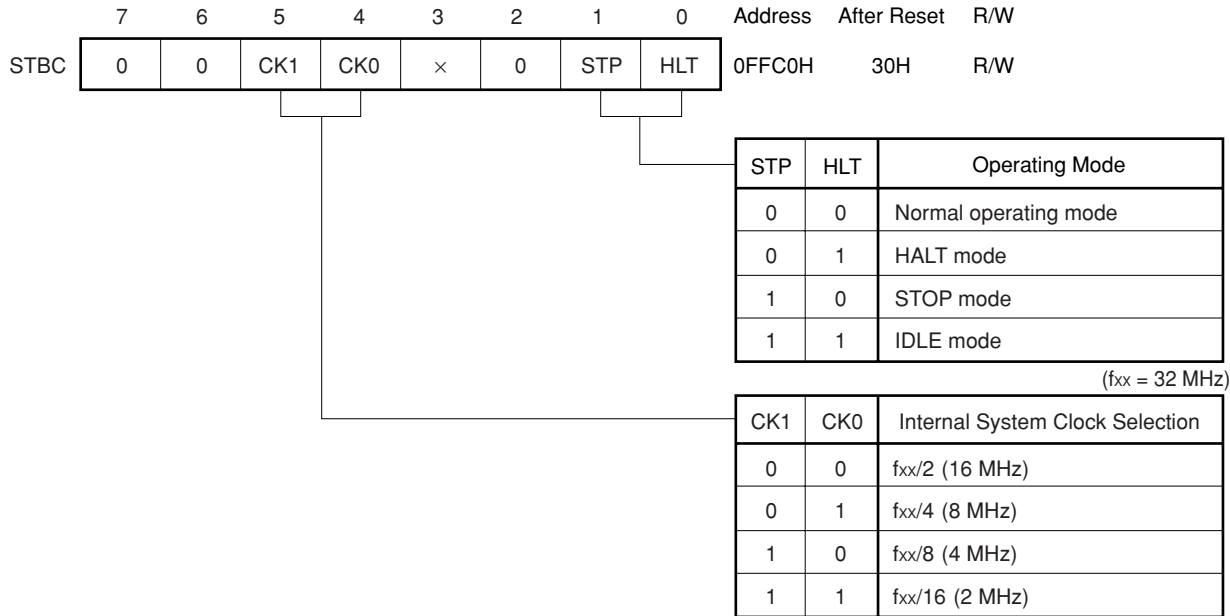 7 6 5 4 3 2 1 0 Address After Reset R/W
STBC 0 0 CK1 CK0 × 0 STP HLT 0FFC0H 30H R/W
STP HLT Operating Mode
0 0 Normal operating mode
0 1 HALT mode
1 0 STOP mode
1 1 IDLE mode
(fxx = 32 MHz)
CK1 CK0 Internal System Clock Selection
0 0 fxx/2 (16 MHz)
0 1 fxx/4 (8 MHz)
1 0 fxx/8 (4 MHz)
1 1 fxx/16 (2 MHz)